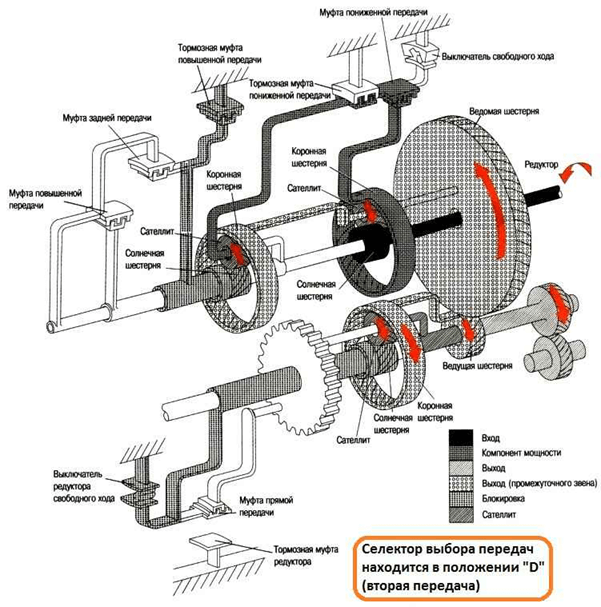 Муфта пониженной передачи
Тормозная муфта
повышенной передачи
Выключатель свободного хода
Тормозная муфта
пониженной передачи
Ведомая шестерня
Муфта задней передачи
Коронная
шестерня
Редуктор
Коронная
шестерня
Сателлит
Муфта повышенной
передачи
Сателлит
Солнечная
шестерня
Солнечная
шестерня
Ведущая шестерня
Коронная
шестерня
Солнечная
шестерня
Сателлит
Вход
Компонент мощности
Выход
Выход (промежуточного звена)
Блокировка
Сателлит
Выключатель
редуктора
свободного хода
Муфта прямой
передачи
Тормозная муфта
редуктора
Селектор выбора передач
находится в положении "D"
(вторая передача)